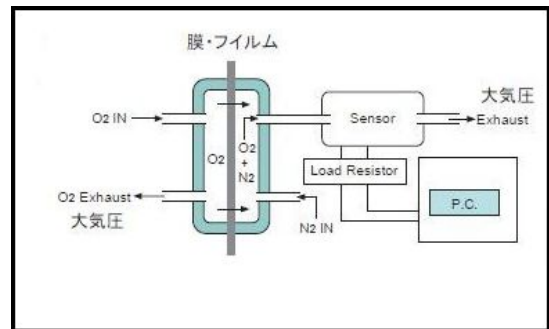 膜・フイルム
大気圧
O2 IN
Sensor
Exhaust
O2
O2
+
N2
Load Resistor
O2 Exhaust
大気圧
N2 IN
P.C.